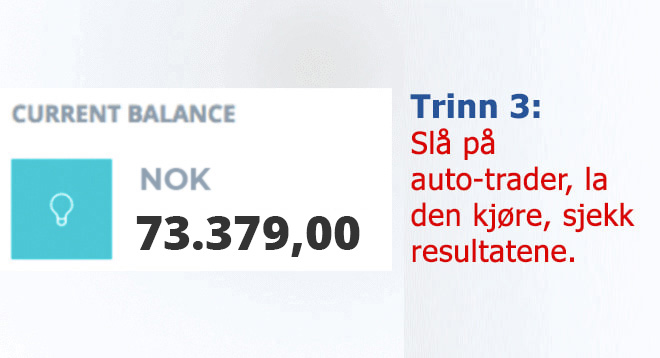 CURRENT BALANCE
NOK
73.379,00
Trinn 3:
Slå på
auto-trader, la
den kjøre, sjekk
resultatene.